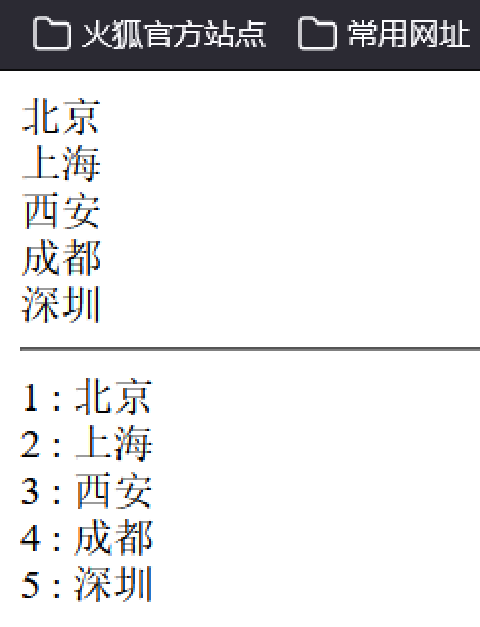 火狐官方站点 常用网址
北京
上海
西安
成都
深圳
1 : 北京
2 : 上海
3 : 西安
4 : 成都
5 : 深圳